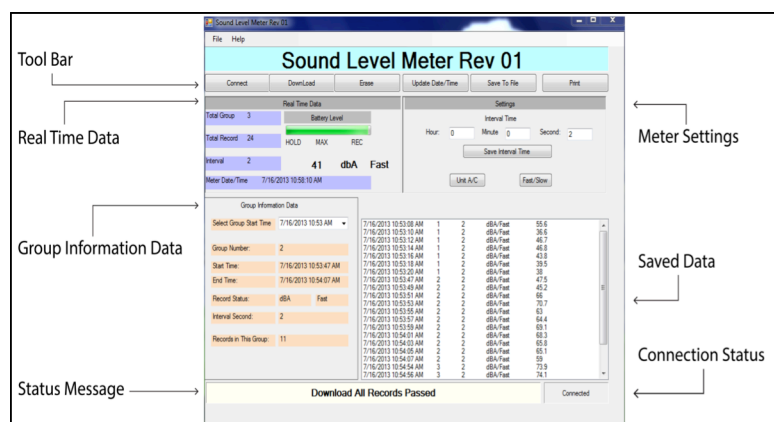 Sound Level Meter Rev 01
File Help
Sound Level Meter Rev 01
Tool Bar
Connect DownLoad Erase Update Date/Time Save To File Print
Real Time Data Settings
Real Time Data
Meter Settings
Total Group 3
Battery Level
Total Record 24
HOLD MAX REC
Interval 2
41 dbA Fast
Meter Date/Time 7/16/2013 10:58:10 AM
Interval Time
Hour: 0 Minute 0 Second: 2
Save Interval Time
Unit A/C Fast/Slow
Group Information Data
Group Information Data
Select Group Start Time 7/16/2013 10:53 AM
Group Number: 2
Start Time: 7/16/2013 10:53:47 AM
End Time: 7/16/2013 10:54:07 AM
Record Status: dBA Fast
Interval Second: 2
Records in This Group: 11
Saved Data
7/16/2013 10:53:08 AM 1 2 dBA/Fast 55.6
7/16/2013 10:53:10 AM 1 2 dBA/Fast 36.6
7/16/2013 10:53:12 AM 1 2 dBA/Fast 46.7
7/16/2013 10:53:14 AM 1 2 dBA/Fast 46.8
7/16/2013 10:53:16 AM 1 2 dBA/Fast 43.8
7/16/2013 10:53:18 AM 1 2 dBA/Fast 39.5
7/16/2013 10:53:20 AM 1 2 dBA/Fast 38
7/16/2013 10:53:47 AM 2 2 dBA/Fast 47.5
7/16/2013 10:53:49 AM 2 2 dBA/Fast 45.2
7/16/2013 10:53:51 AM 2 2 dBA/Fast 66
7/16/2013 10:53:53 AM 2 2 dBA/Fast 70.7
7/16/2013 10:53:55 AM 2 2 dBA/Fast 63
7/16/2013 10:53:57 AM 2 2 dBA/Fast 64.4
7/16/2013 10:53:59 AM 2 2 dBA/Fast 69.1
7/16/2013 10:54:01 AM 2 2 dBA/Fast 68.3
7/16/2013 10:54:03 AM 2 2 dBA/Fast 65.8
7/16/2013 10:54:05 AM 2 2 dBA/Fast 65.1
7/16/2013 10:54:07 AM 2 2 dBA/Fast 59
7/16/2013 10:54:54 AM 3 2 dBA/Fast 73.9
7/16/2013 10:54:56 AM 3 2 dBA/Fast 74.1
Connection Status
Status Message
Download All Records Passed
Connected